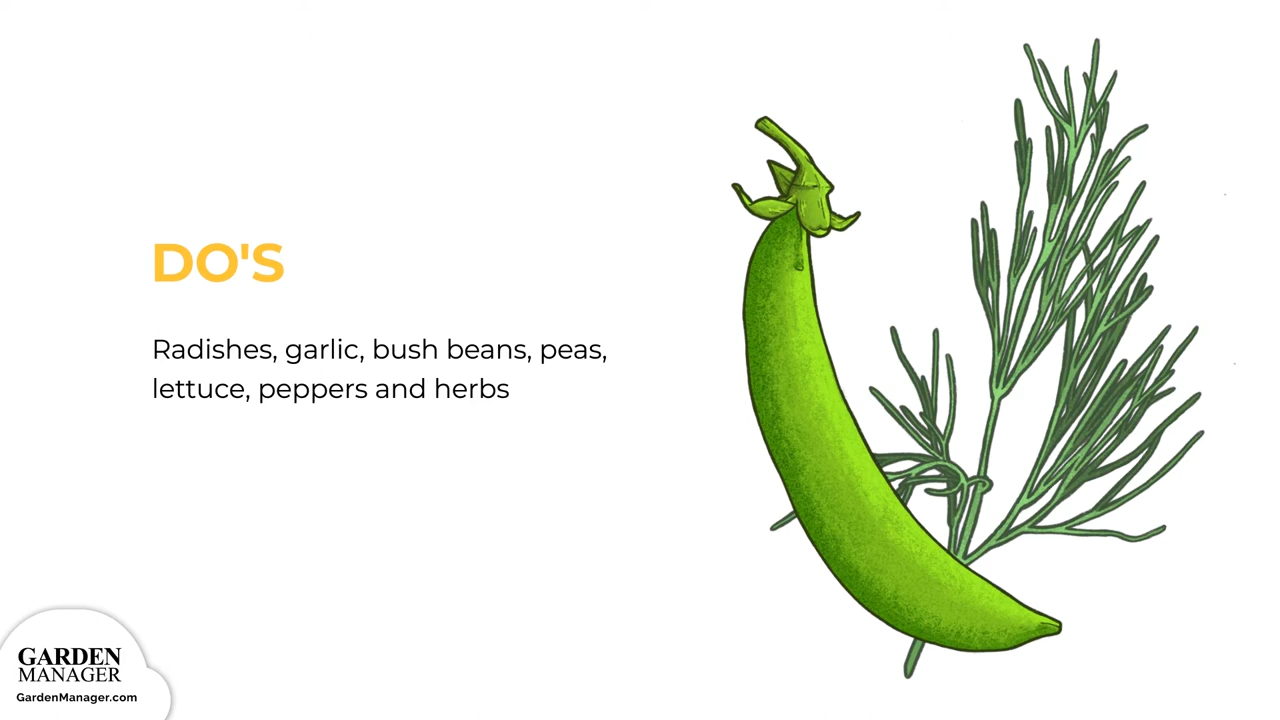 DO'S
Radishes, garlic, bush beans, peas,
lettuce, peppers and herbs
GARDEN
MANAGER
GardenManager.com